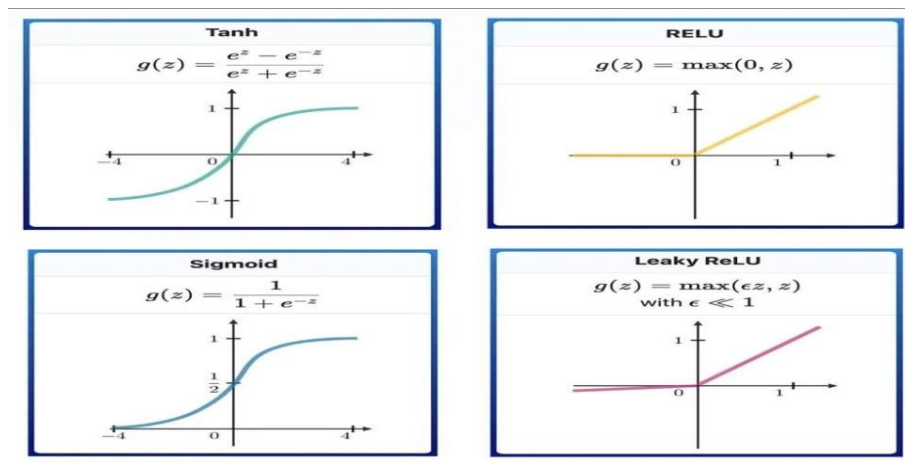 Tanh
g(z) = (e^z − e^−z) / (e^z + e^−z)
1
−4 0 4
−1
RELU
g(z) = max(0, z)
1
0 1
Sigmoid
g(z) = 1 / (1 + e^−z)
1
1/2
−4 0 4
Leaky ReLU
g(z) = max(ϵz, z)
with ϵ ≪ 1
1
0 1